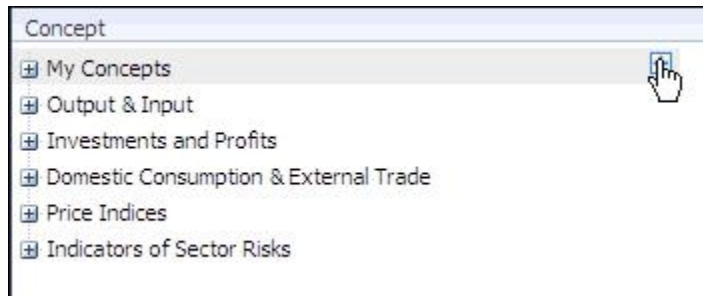 Concept
My Concepts
Output & Input
Investments and Profits
Domestic Consumption & External Trade
Price Indices
Indicators of Sector Risks